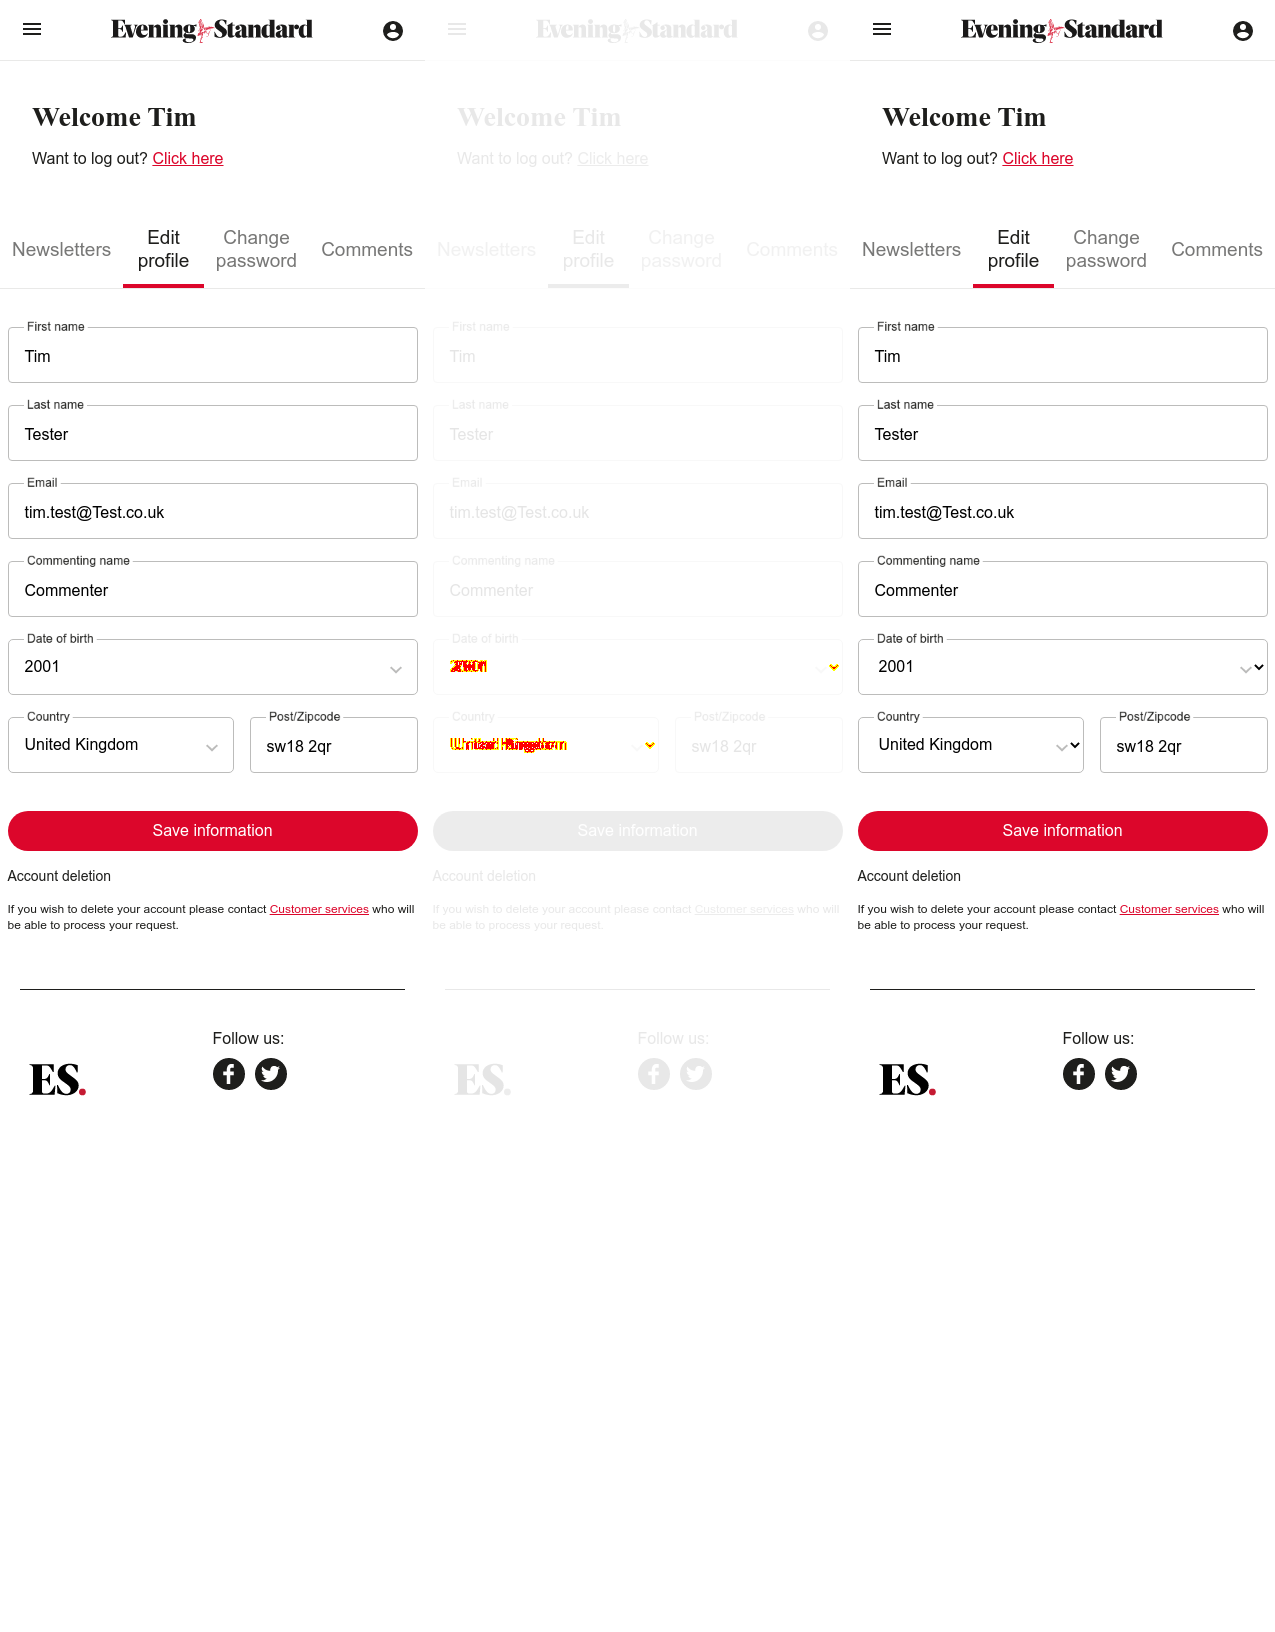 Evening Standard
Welcome Tim
Want to log out? Click here
Newsletters
Edit
profile
Change
password
Comments
First name
Tim
Last name
Tester
Email
tim.test@Test.co.uk
Commenting name
Commenter
Date of birth
2001
Country
United Kingdom
Post/Zipcode
sw18 2qr
Save information
Account deletion
If you wish to delete your account please contact Customer services who will
be able to process your request.
Follow us:
ES.
Evening Standard
Welcome Tim
Want to log out? Click here
Newsletters
Edit
profile
Change
password
Comments
First name
Tim
Last name
Tester
Email
tim.test@Test.co.uk
Commenting name
Commenter
Date of birth
Country
Post/Zipcode
sw18 2qr
Save information
Account deletion
If you wish to delete your account please contact Customer services who will
be able to process your request.
Follow us:
ES.
Evening Standard
Welcome Tim
Want to log out? Click here
Newsletters
Edit
profile
Change
password
Comments
First name
Tim
Last name
Tester
Email
tim.test@Test.co.uk
Commenting name
Commenter
Date of birth
2001
Country
United Kingdom
Post/Zipcode
sw18 2qr
Save information
Account deletion
If you wish to delete your account please contact Customer services who will
be able to process your request.
Follow us:
ES.